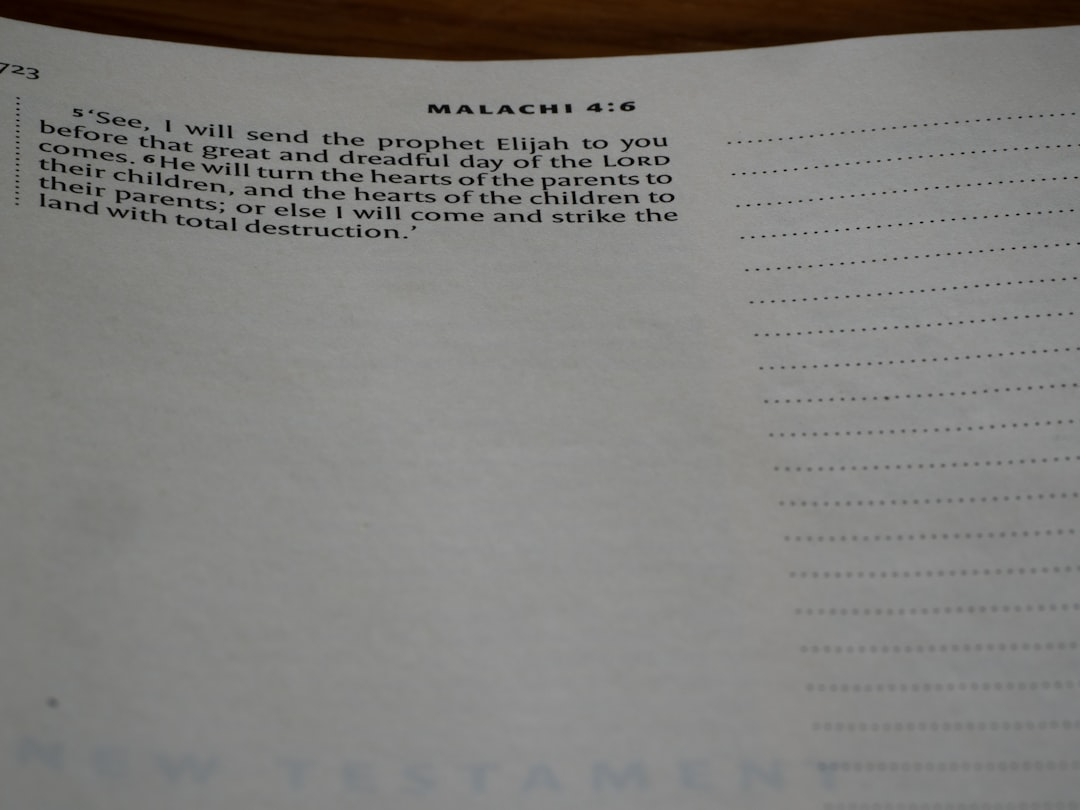 723
MALACHI 4:6
5 ‘See, I will send the prophet Elijah to you
before that great and dreadful day of the LORD
comes. 6 He will turn the hearts of the parents to
their children, and the hearts of the children to
their parents; or else I will come and strike the
land with total destruction.’
NEW TESTAMENT